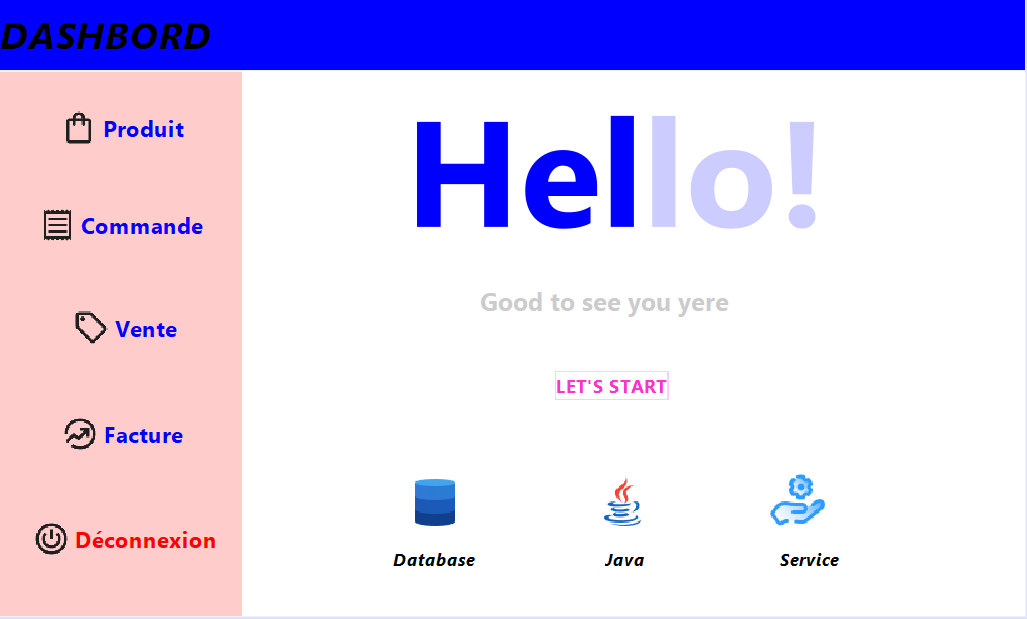 DASHBORD
Produit
Commande
Vente
Facture
Déconnexion
Hello!
Good to see you yere
LET'S START
Database
Java
Service